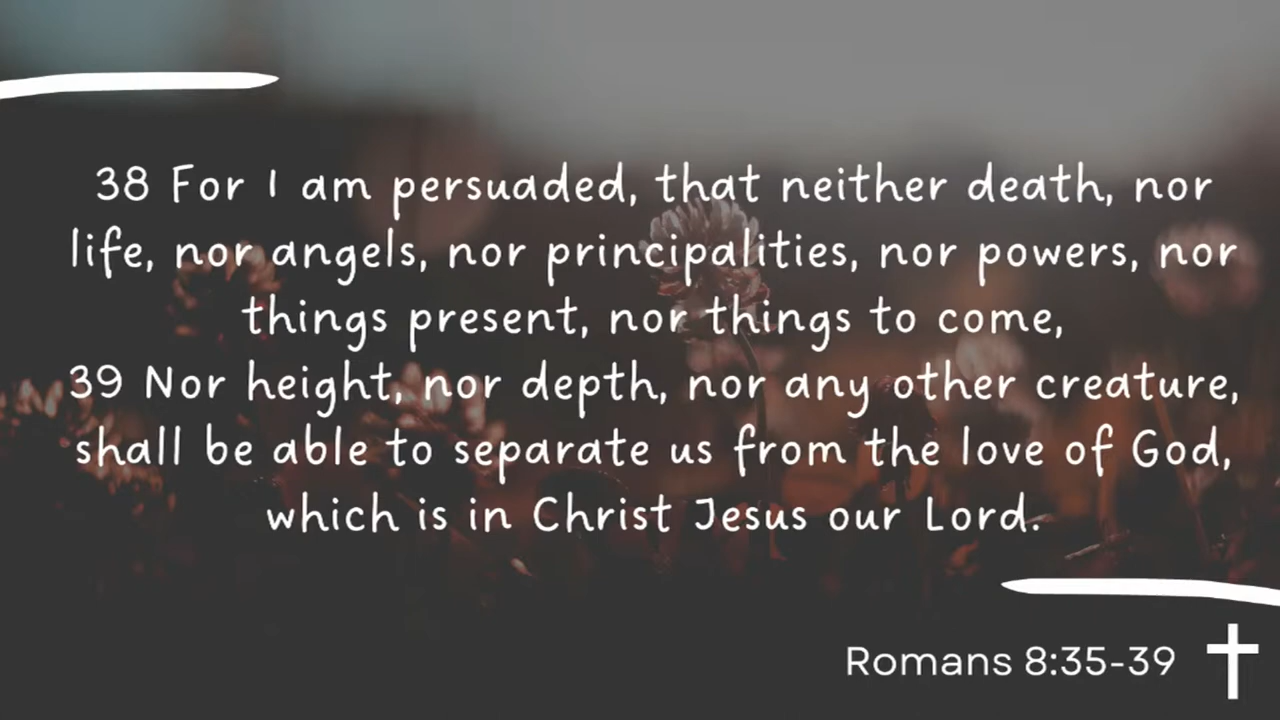 38 For I am persuaded, that neither death, nor
life, nor angels, nor principalities, nor powers, nor
things present, nor things to come,
39 Nor height, nor depth, nor any other creature,
shall be able to separate us from the love of God,
which is in Christ Jesus our Lord.
Romans 8:35-39